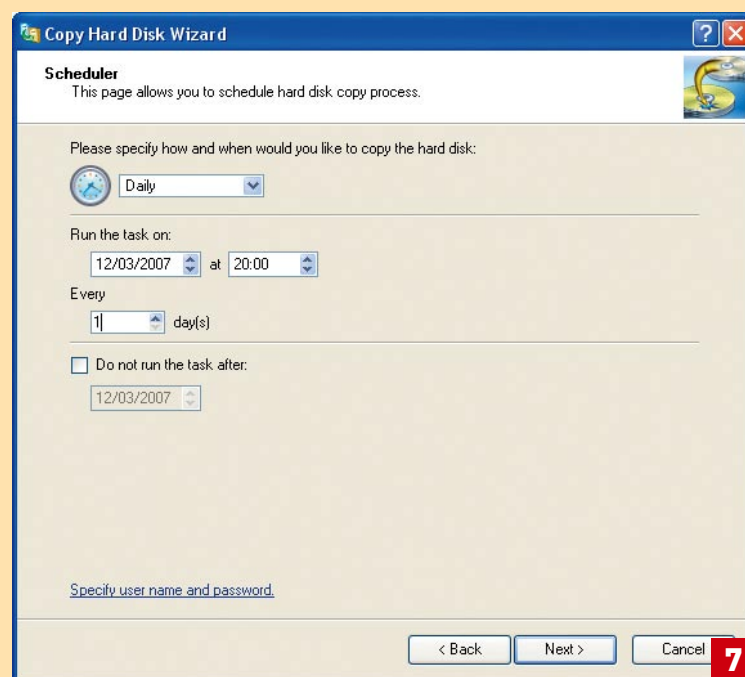 Copy Hard Disk Wizard
Scheduler
This page allows you to schedule hard disk copy process.
Please specify how and when would you like to copy the hard disk:
Daily
Run the task on:
12/03/2007 at 20:00
Every
1 day(s)
Do not run the task after:
12/03/2007
Specify user name and password.
< Back Next > Cancel
7